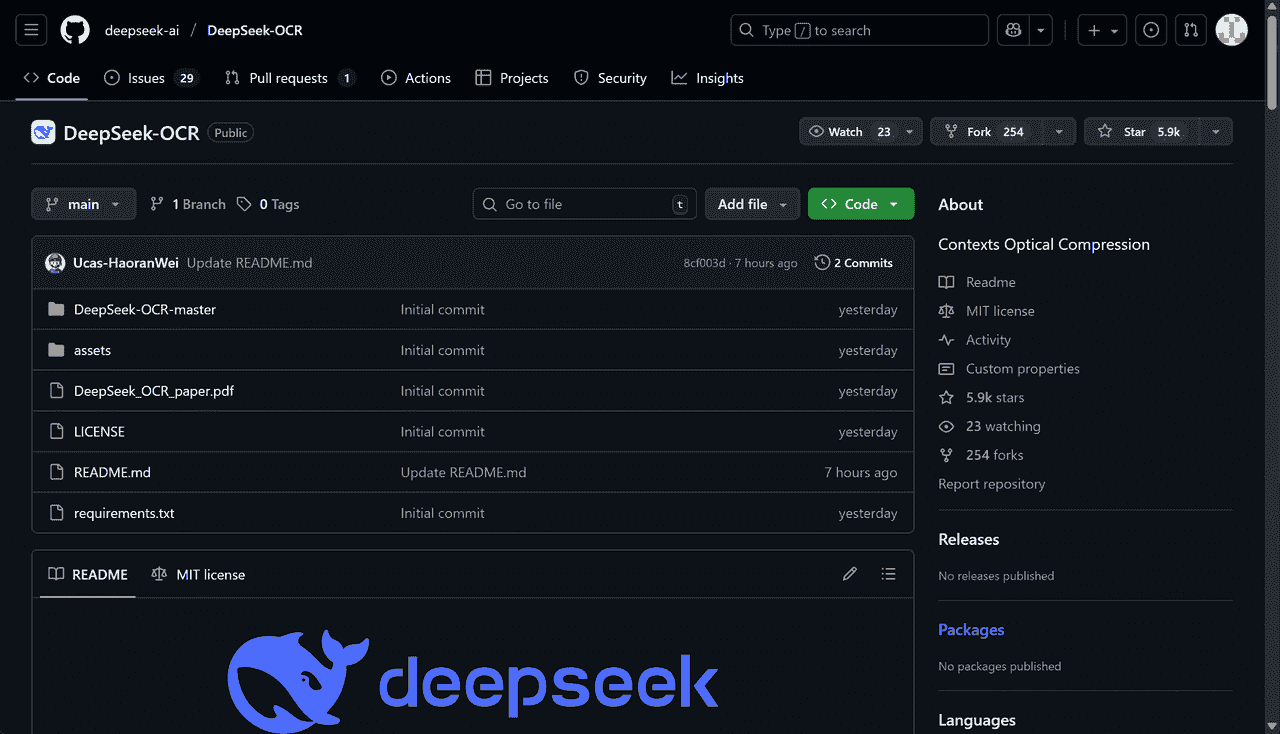 deepseek-ai / DeepSeek-OCR
Type / to search
Code Issues 29 Pull requests 1 Actions Projects Security Insights
DeepSeek-OCR Public
Watch 23 Fork 254 Star 5.9k
main 1 Branch 0 Tags Go to file t Add file Code
Ucas-HaoranWei Update README.md 8cf003d · 7 hours ago 2 Commits
DeepSeek-OCR-master Initial commit yesterday
assets Initial commit yesterday
DeepSeek_OCR_paper.pdf Initial commit yesterday
LICENSE Initial commit yesterday
README.md Update README.md 7 hours ago
requirements.txt Initial commit yesterday
README MIT license
deepseek
About
Contexts Optical Compression
Readme
MIT license
Activity
Custom properties
5.9k stars
23 watching
254 forks
Report repository
Releases
No releases published
Packages
No packages published
Languages